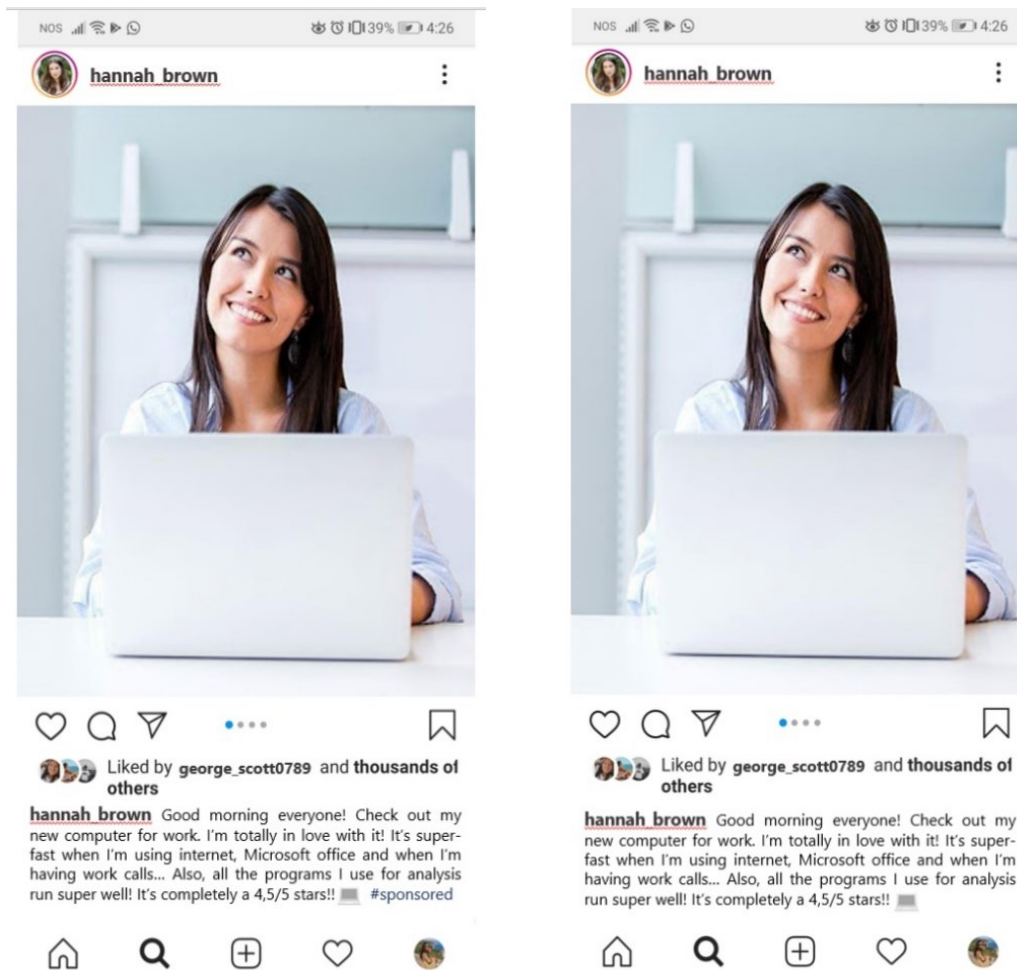 NOS 39% 4:26
hannah_brown
Liked by george_scott0789 and thousands of
others
hannah_brown Good morning everyone! Check out my
new computer for work. I'm totally in love with it! It's super-
fast when I'm using internet, Microsoft office and when I'm
having work calls... Also, all the programs I use for analysis
run super well! It's completely a 4,5/5 stars!! 💻 #sponsored
NOS 39% 4:26
hannah_brown
Liked by george_scott0789 and thousands of
others
hannah_brown Good morning everyone! Check out my
new computer for work. I'm totally in love with it! It's super-
fast when I'm using internet, Microsoft office and when I'm
having work calls... Also, all the programs I use for analysis
run super well! It's completely a 4,5/5 stars!! 💻